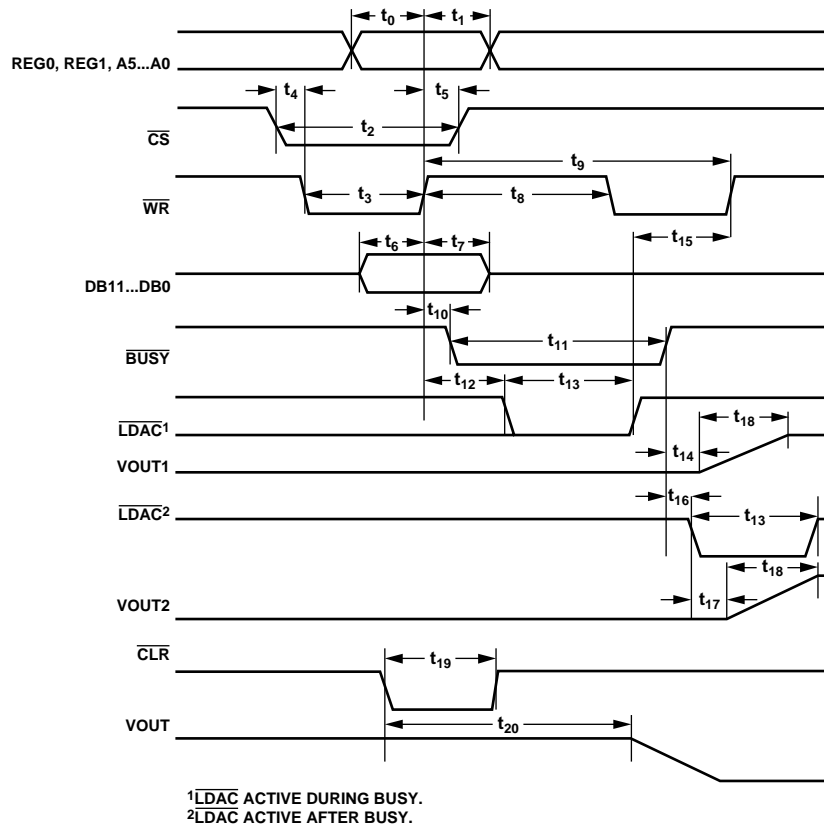 t0 t1
REG0, REG1, A5...A0
t4 t5
t2
CS
t9
t3 t8
WR
t15
t6 t7
DB11...DB0
t10
t11
BUSY
t12 t13
LDAC1
t18
t14
VOUT1
t16
LDAC2
t13
t18
VOUT2
t17
CLR
t19
VOUT
t20
1LDAC ACTIVE DURING BUSY.
2LDAC ACTIVE AFTER BUSY.